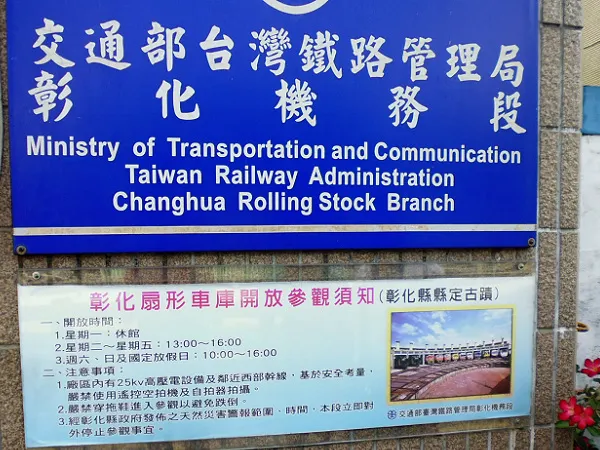 交通部台灣鐵路管理局
彰化機務段
Ministry of Transportation and Communication
Taiwan Railway Administration
Changhua Rolling Stock Branch
彰化扇形車庫開放參觀須知(彰化縣縣定古蹟)
一、開放時間：
1.星期一：休館
2.星期二～星期五：13:00～16:00
3.週六、日及國定放假日：10:00～16:00
二、注意事項：
1.廠區內有25kv高壓電設備及鄰近西部幹線，基於安全考量，
嚴禁使用遙控空拍機及自拍器拍攝。
2.嚴禁穿拖鞋進入參觀以避免跌倒。
3.經彰化縣政府發佈之天然災害警報範圍、時間，本段立即對
外停止參觀事宜。
交通部臺灣鐵路管理局彰化機務段